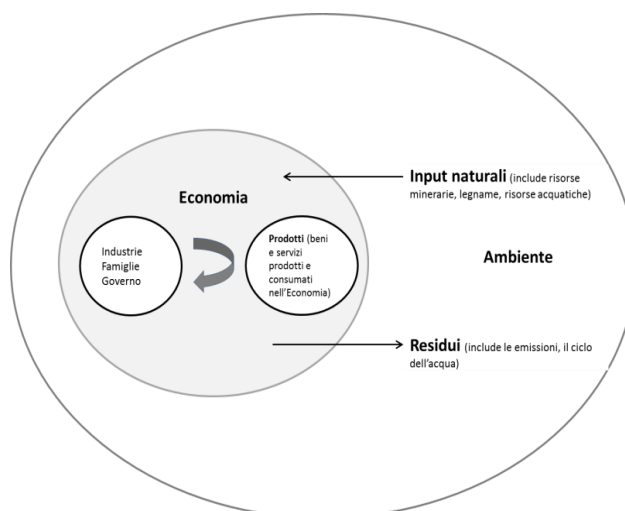 Input naturali (include risorse
minerarie, legname, risorse acquatiche)
Economia
Industrie
Famiglie
Governo
Prodotti (beni
e servizi
prodotti e
consumati
nell'Economia)
Ambiente
Residui (include le emissioni, il ciclo
dell'acqua)